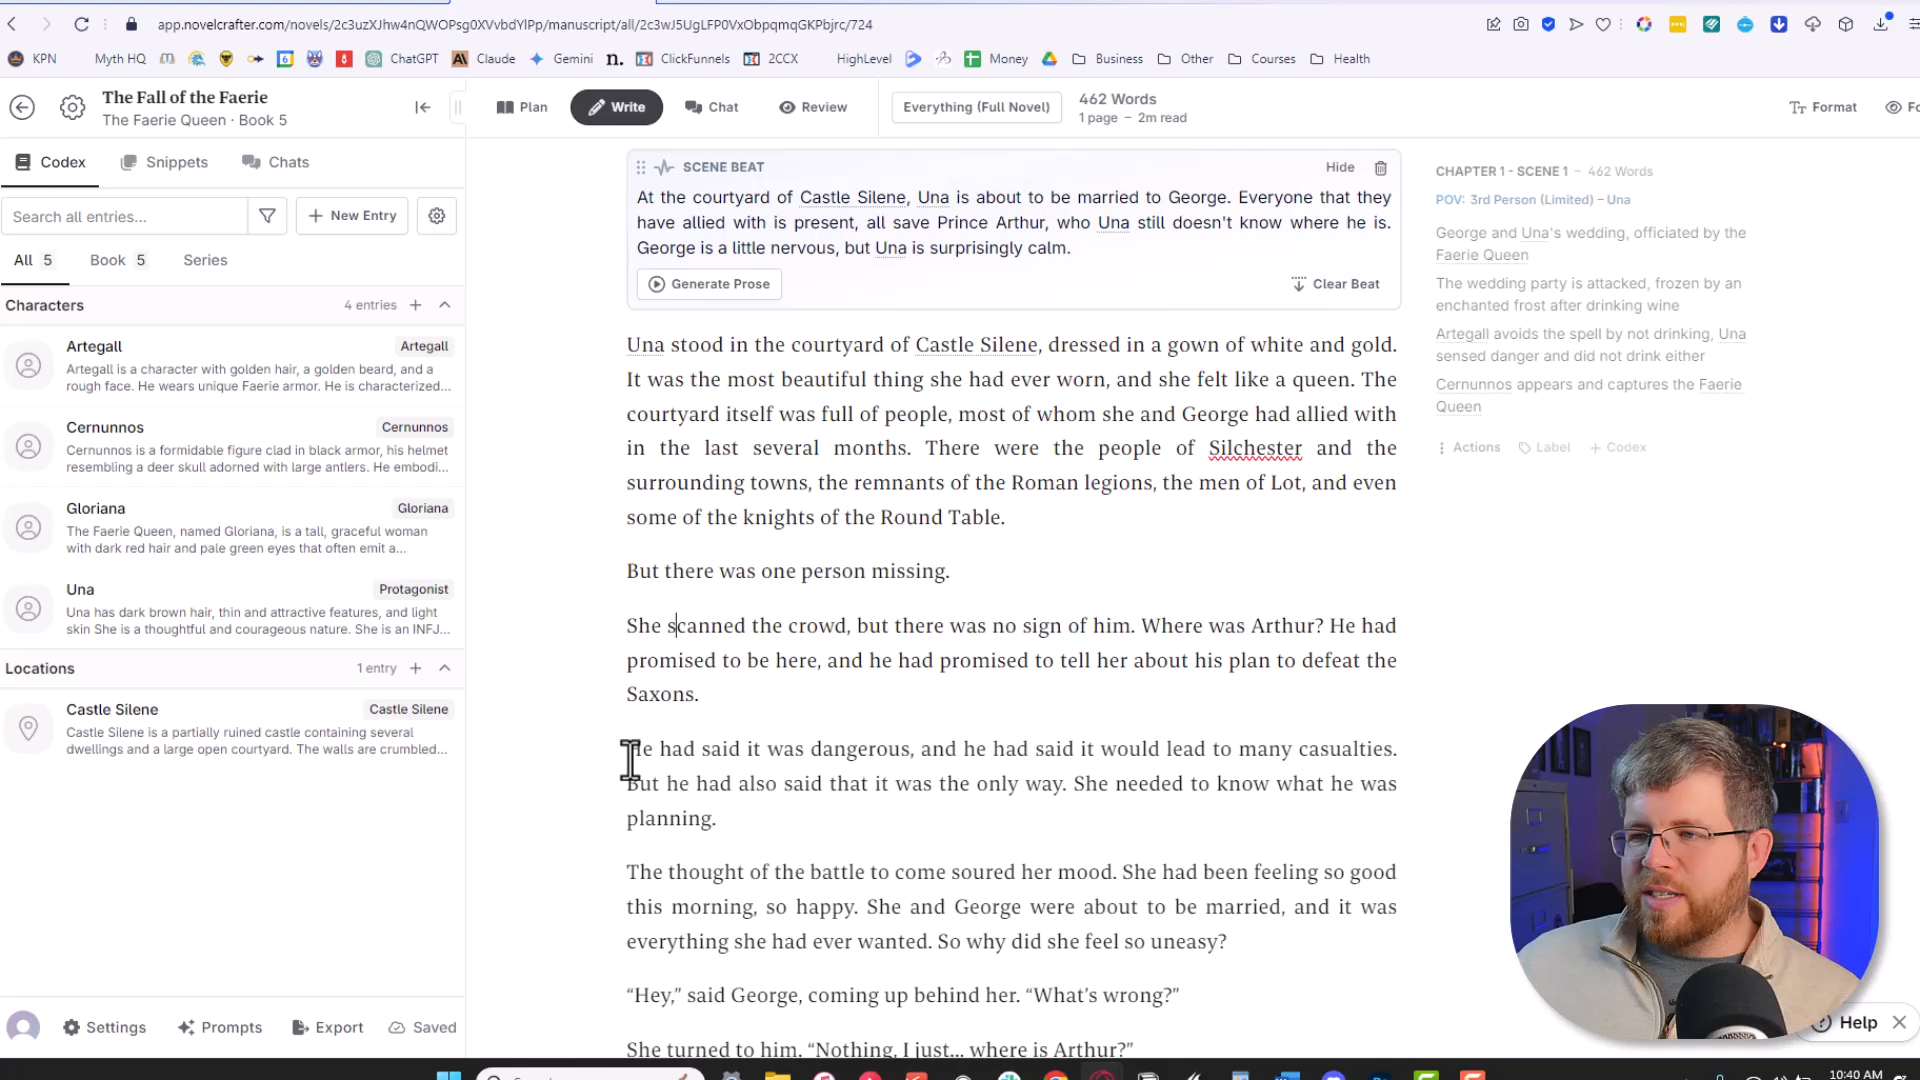 app.novelcrafter.com/novels/2c3uzXJhw4nQWOPsg0XVvbdYlPp/manuscript/all/2c3wJ5UgLFP0VxObpqmqGKPbjrc/724
KPN
Myth HQ
ChatGPT
Claude
Gemini
n.
ClickFunnels
2CCX
HighLevel
Money
Business
Other
Courses
Health
The Fall of the Faerie
The Faerie Queen · Book 5
Plan
Write
Chat
Review
Everything (Full Novel)
462 Words
1 page – 2m read
Format
Codex
Snippets
Chats
Search all entries...
New Entry
All 5
Book 5
Series
Characters
4 entries
Artegall
Artegall
Artegall is a character with golden hair, a golden beard, and a
rough face. He wears unique Faerie armor. He is characterized...
Cernunnos
Cernunnos
Cernunnos is a formidable figure clad in black armor, his helmet
resembling a deer skull adorned with large antlers. He embodi...
Gloriana
Gloriana
The Faerie Queen, named Gloriana, is a tall, graceful woman
with dark red hair and pale green eyes that often emit a...
Una
Protagonist
Una has dark brown hair, thin and attractive features, and light
skin She is a thoughtful and courageous nature. She is an INFJ...
Locations
1 entry
Castle Silene
Castle Silene
Castle Silene is a partially ruined castle containing several
dwellings and a large open courtyard. The walls are crumbled...
Settings
Prompts
Export
Saved
SCENE BEAT
Hide
At the courtyard of Castle Silene, Una is about to be married to George. Everyone that they
have allied with is present, all save Prince Arthur, who Una still doesn't know where he is.
George is a little nervous, but Una is surprisingly calm.
Generate Prose
Clear Beat
Una stood in the courtyard of Castle Silene, dressed in a gown of white and gold.
It was the most beautiful thing she had ever worn, and she felt like a queen. The
courtyard itself was full of people, most of whom she and George had allied with
in the last several months. There were the people of Silchester and the
surrounding towns, the remnants of the Roman legions, the men of Lot, and even
some of the knights of the Round Table.
But there was one person missing.
She scanned the crowd, but there was no sign of him. Where was Arthur? He had
promised to be here, and he had promised to tell her about his plan to defeat the
Saxons.
He had said it was dangerous, and he had said it would lead to many casualties.
But he had also said that it was the only way. She needed to know what he was
planning.
The thought of the battle to come soured her mood. She had been feeling so good
this morning, so happy. She and George were about to be married, and it was
everything she had ever wanted. So why did she feel so uneasy?
“Hey,” said George, coming up behind her. “What’s wrong?”
She turned to him. “Nothing, I just... where is Arthur?”
CHAPTER 1 - SCENE 1 – 462 Words
POV: 3rd Person (Limited) – Una
George and Una's wedding, officiated by the
Faerie Queen
The wedding party is attacked, frozen by an
enchanted frost after drinking wine
Artegall avoids the spell by not drinking, Una
sensed danger and did not drink either
Cernunnos appears and captures the Faerie
Queen
Actions
Label
Codex
Help
10:40 AM